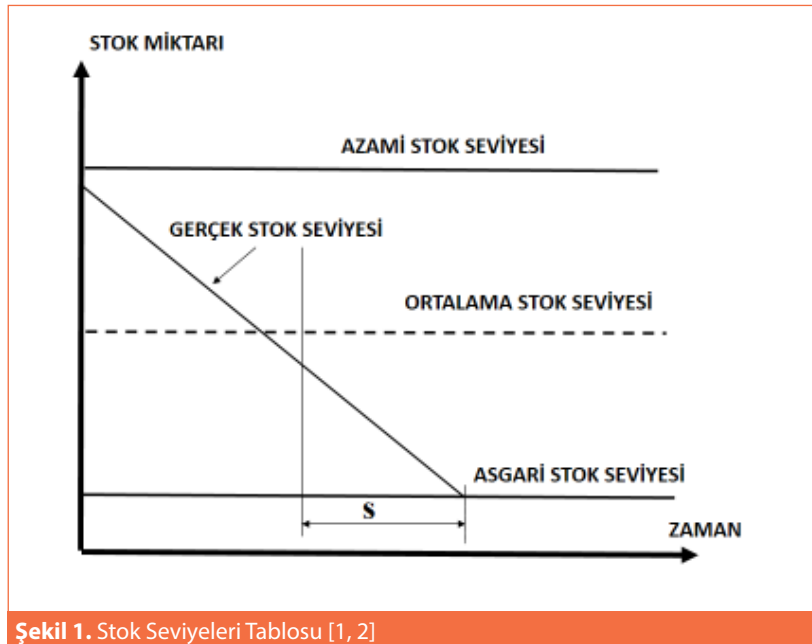 STOK MİKTARI
AZAMİ STOK SEVİYESİ
GERÇEK STOK SEVİYESİ
ORTALAMA STOK SEVİYESİ
ASGARİ STOK SEVİYESİ
S
ZAMAN
Şekil 1. Stok Seviyeleri Tablosu [1, 2]